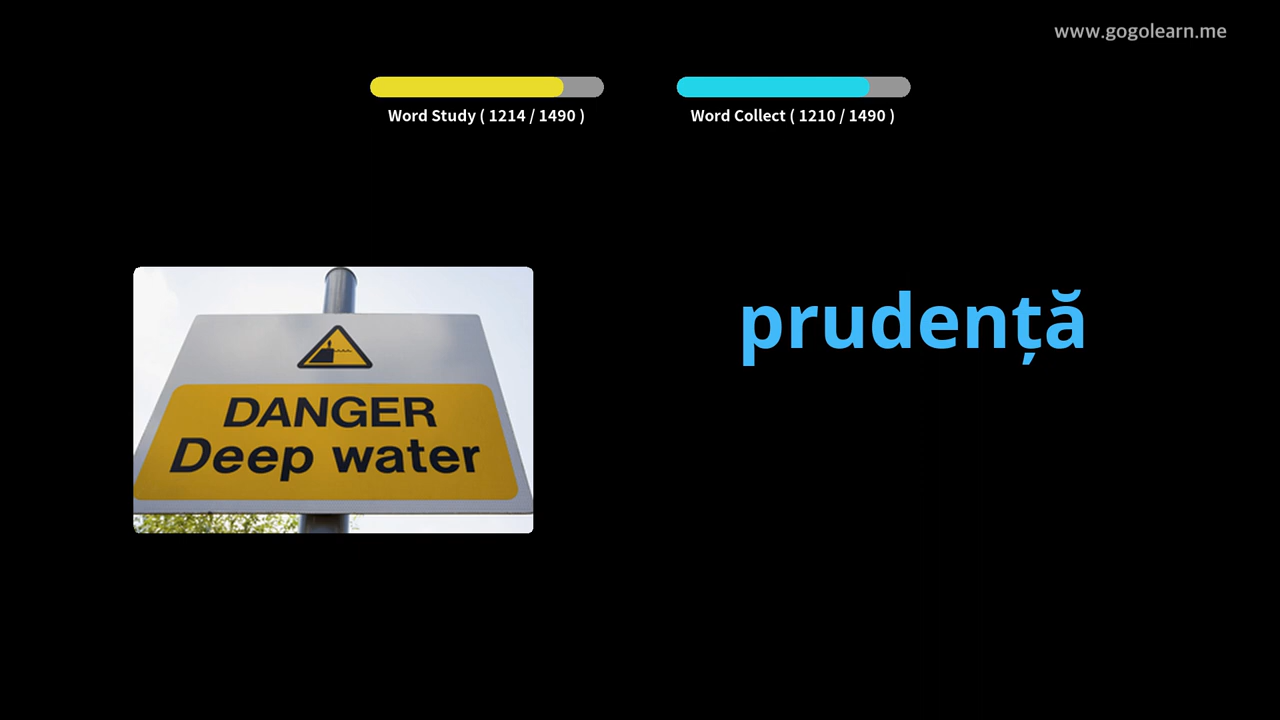 www.gogolearn.me
Word Study ( 1214 / 1490 )
Word Collect ( 1210 / 1490 )
DANGER
Deep water
prudență